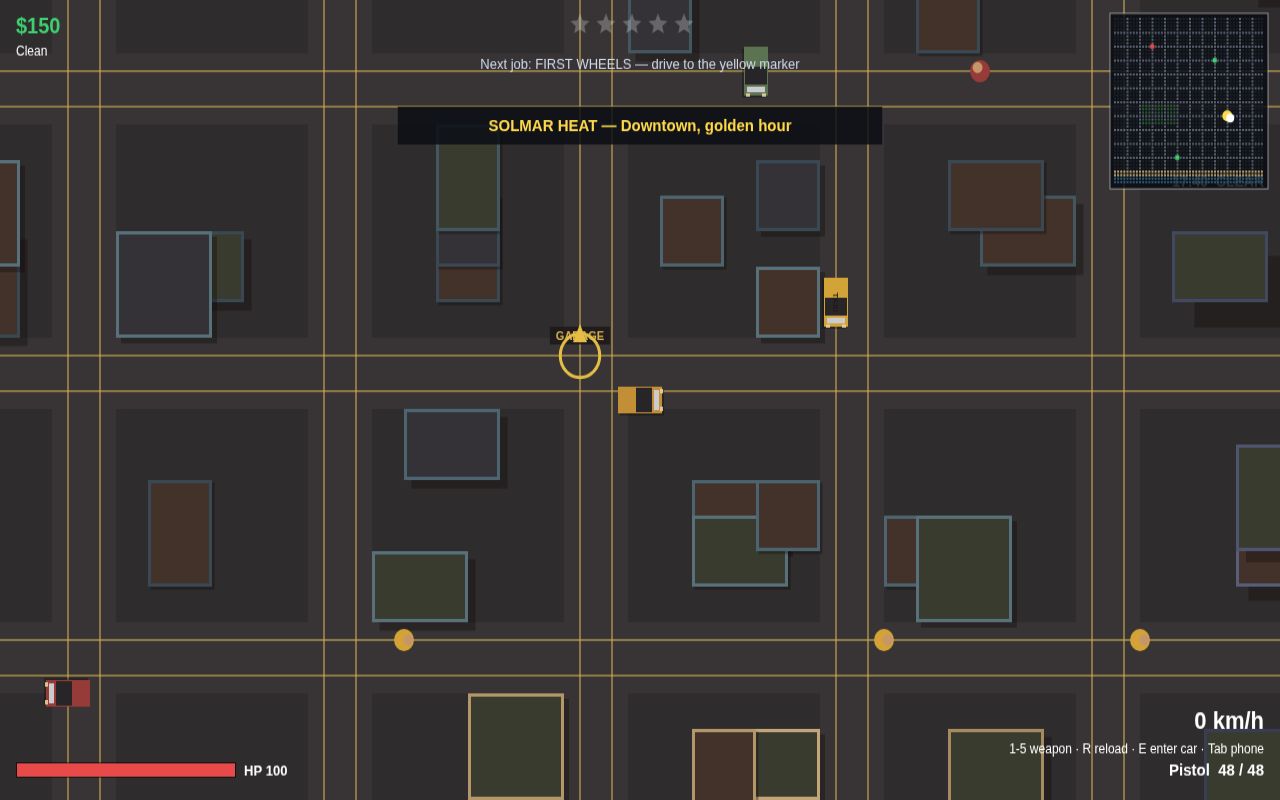 $150
Clean
Next job: FIRST WHEELS — drive to the yellow marker
SOLMAR HEAT — Downtown, golden hour
0 km/h
1-5 weapon · R reload · E enter car · Tab phone
Pistol 48 / 48
HP 100